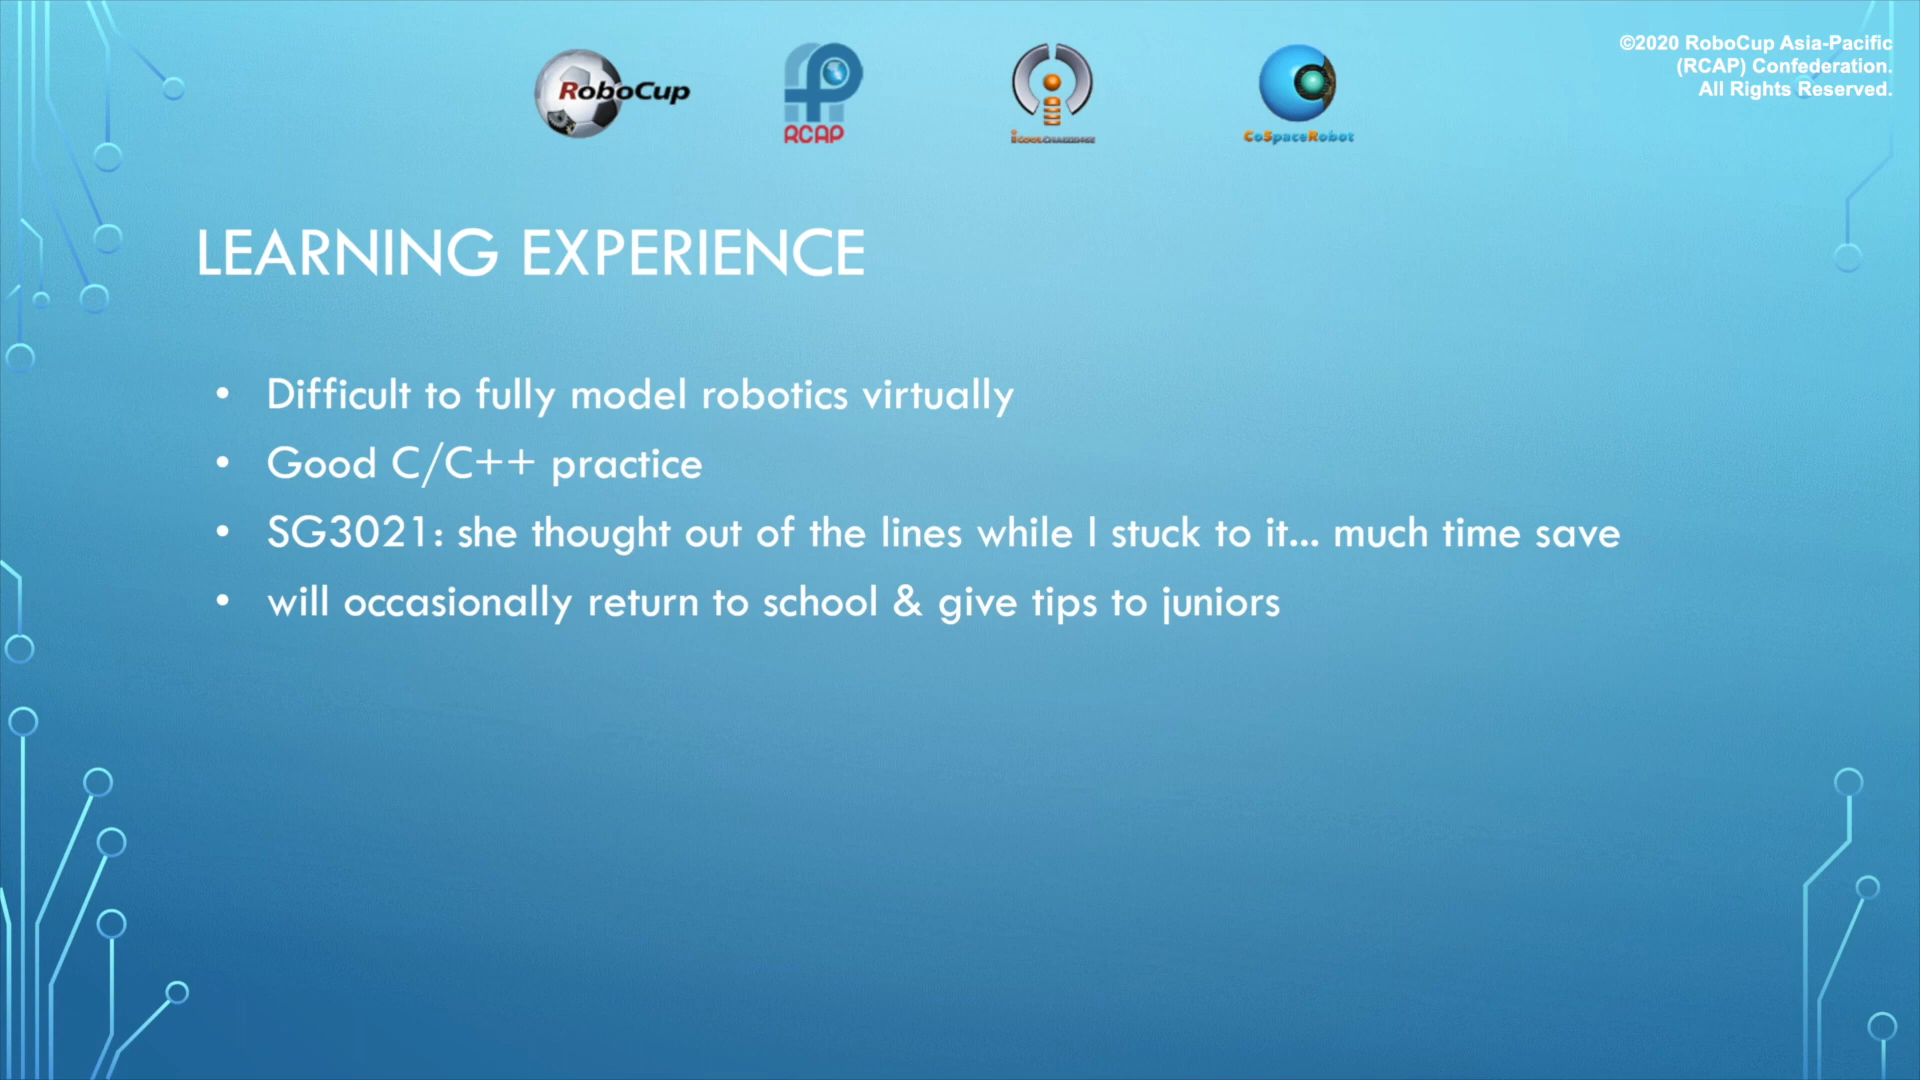 RoboCup
RCAP
iCOOLCHALLENGE
CoSpaceRobot
©2020 RoboCup Asia-Pacific
(RCAP) Confederation.
All Rights Reserved.
LEARNING EXPERIENCE
• Difficult to fully model robotics virtually
• Good C/C++ practice
• SG3021: she thought out of the lines while I stuck to it... much time save
• will occasionally return to school & give tips to juniors